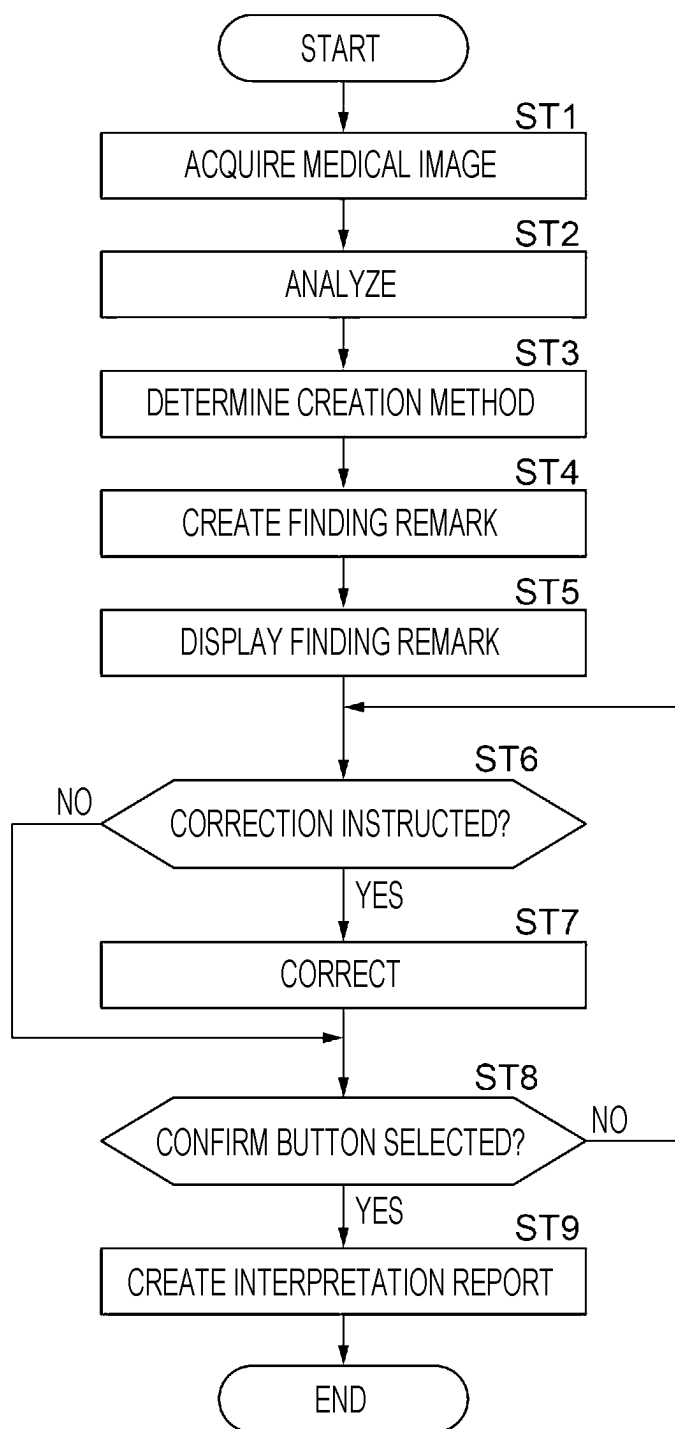 START
ST1
ACQUIRE MEDICAL IMAGE
ST2
ANALYZE
ST3
DETERMINE CREATION METHOD
ST4
CREATE FINDING REMARK
ST5
DISPLAY FINDING REMARK
ST6
NO
CORRECTION INSTRUCTED?
YES
ST7
CORRECT
ST8
CONFIRM BUTTON SELECTED?
NO
YES
ST9
CREATE INTERPRETATION REPORT
END